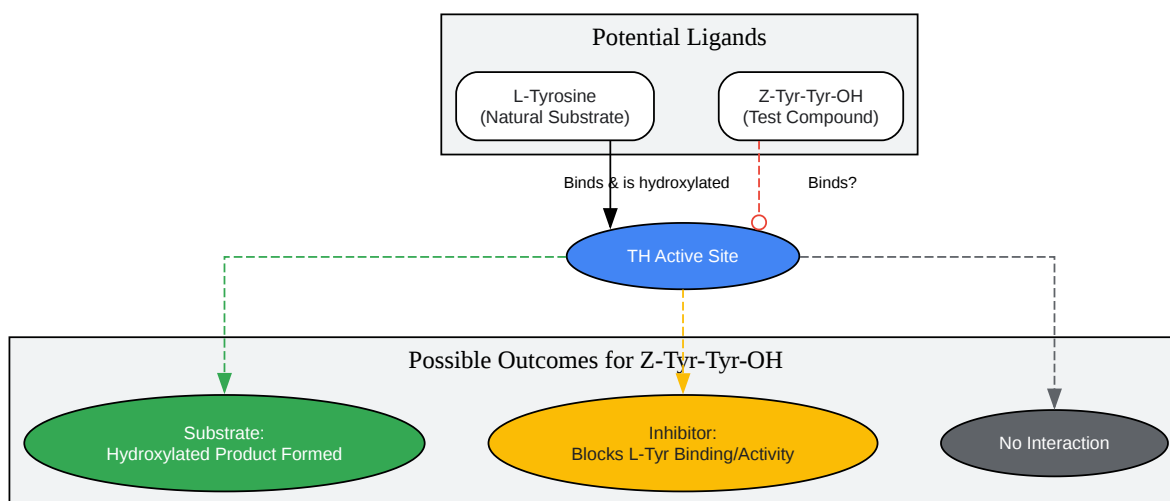 Potential Ligands
L-Tyrosine
(Natural Substrate)
Z-Tyr-Tyr-OH
(Test Compound)
Binds & is hydroxylated
Binds?
TH Active Site
Possible Outcomes for Z-Tyr-Tyr-OH
Substrate:
Hydroxylated Product Formed
Inhibitor:
Blocks L-Tyr Binding/Activity
No Interaction